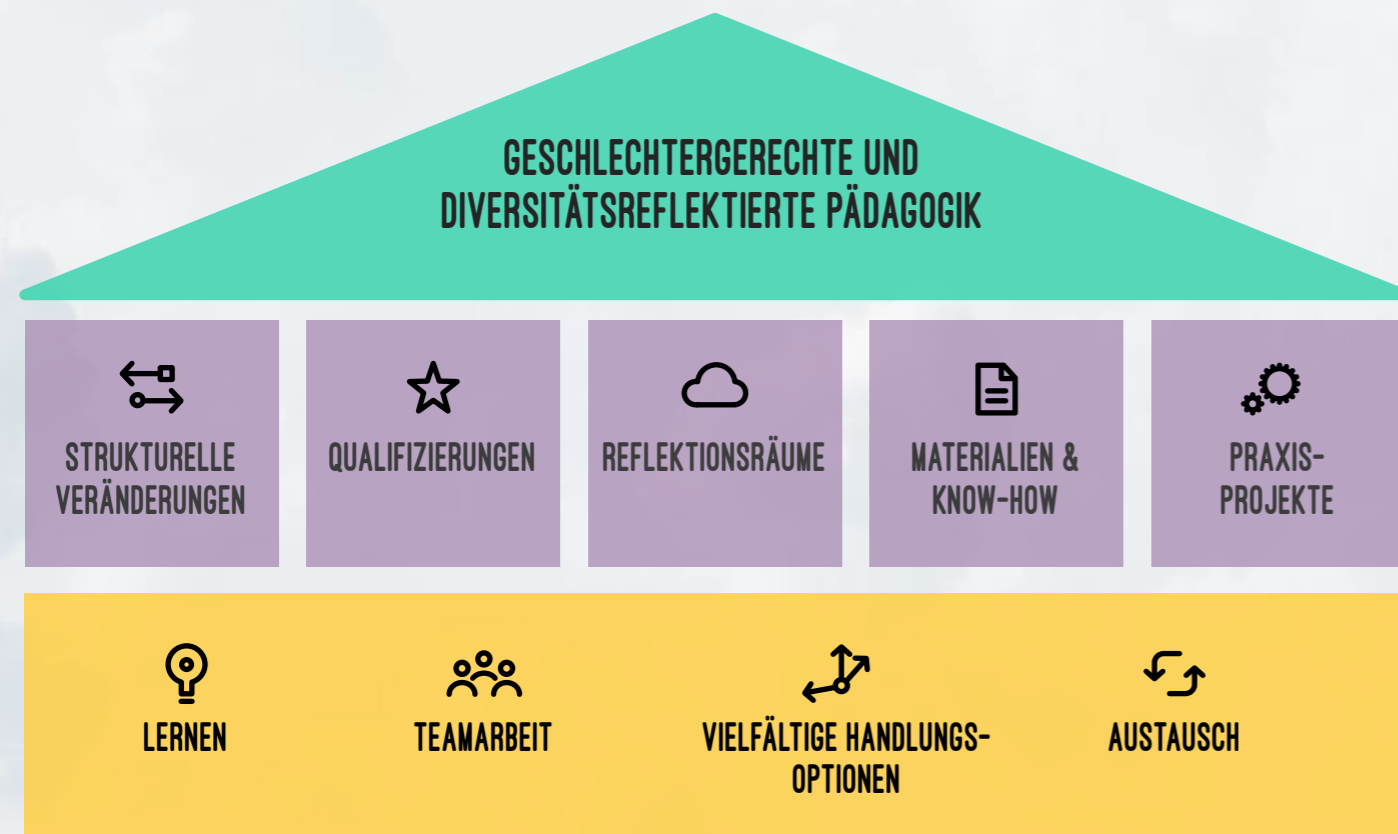 GESCHLECHTERGERECHTE UND
DIVERSITÄTSREFLEKTIERTE PÄDAGOGIK
STRUKTURELLE
VERÄNDERUNGEN
QUALIFIZIERUNGEN
REFLEKTIONSRÄUME
MATERIALIEN &
KNOW-HOW
PRAXIS-
PROJEKTE
LERNEN
TEAMARBEIT
VIELFÄLTIGE HANDLUNGS-
OPTIONEN
AUSTAUSCH